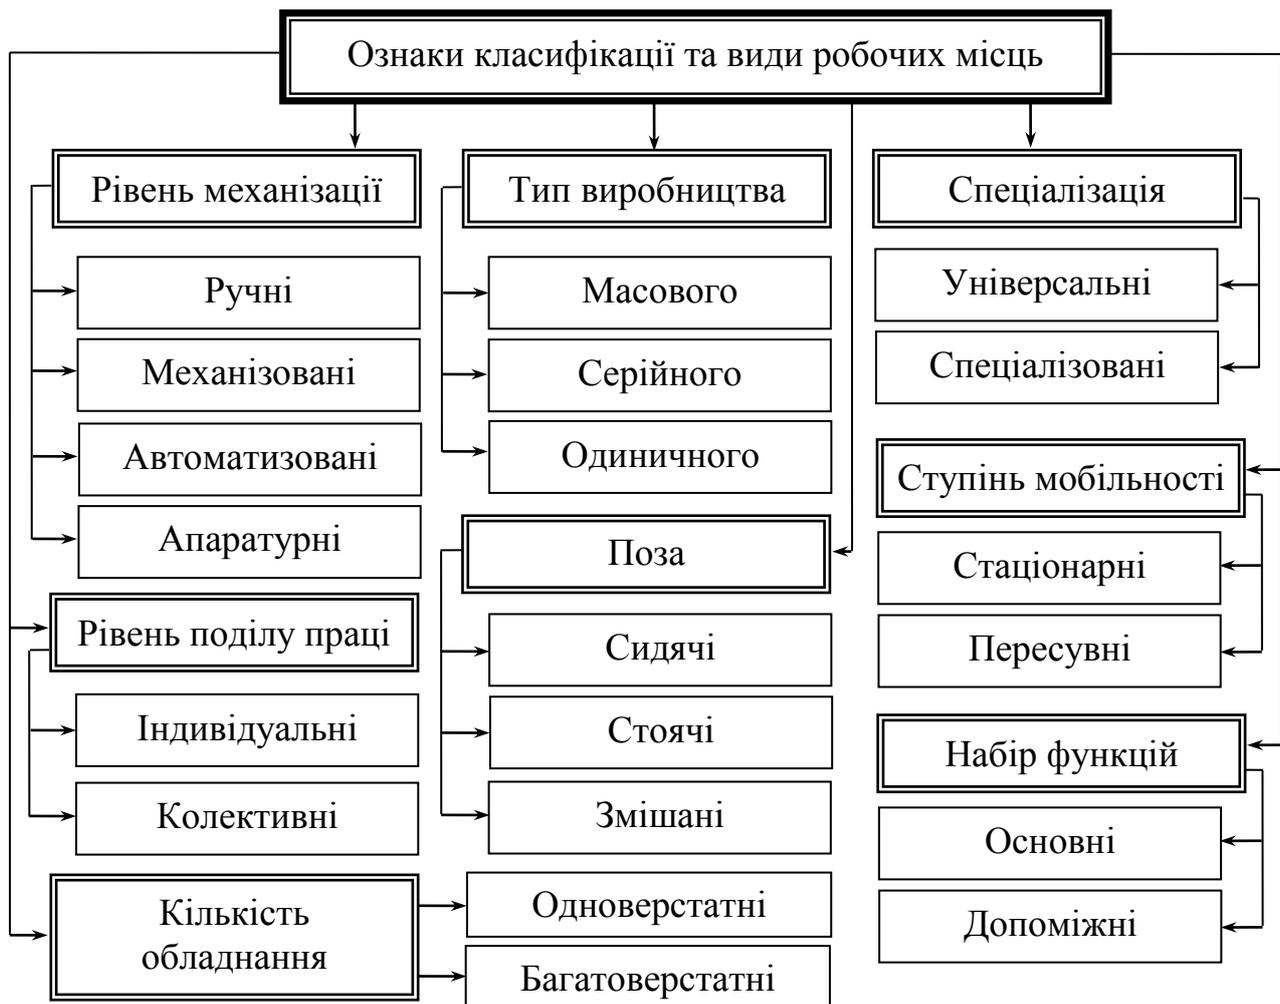 Ознаки класифікації та види робочих місць
Рівень механізації
Ручні
Механізовані
Автоматизовані
Апаратурні
Рівень поділу праці
Індивідуальні
Колективні
Кількість
обладнання
Одноверстатні
Багатоверстатні
Тип виробництва
Масового
Серійного
Одиничного
Поза
Сидячі
Стоячі
Змішані
Спеціалізація
Універсальні
Спеціалізовані
Ступінь мобільності
Стаціонарні
Пересувні
Набір функцій
Основні
Допоміжні